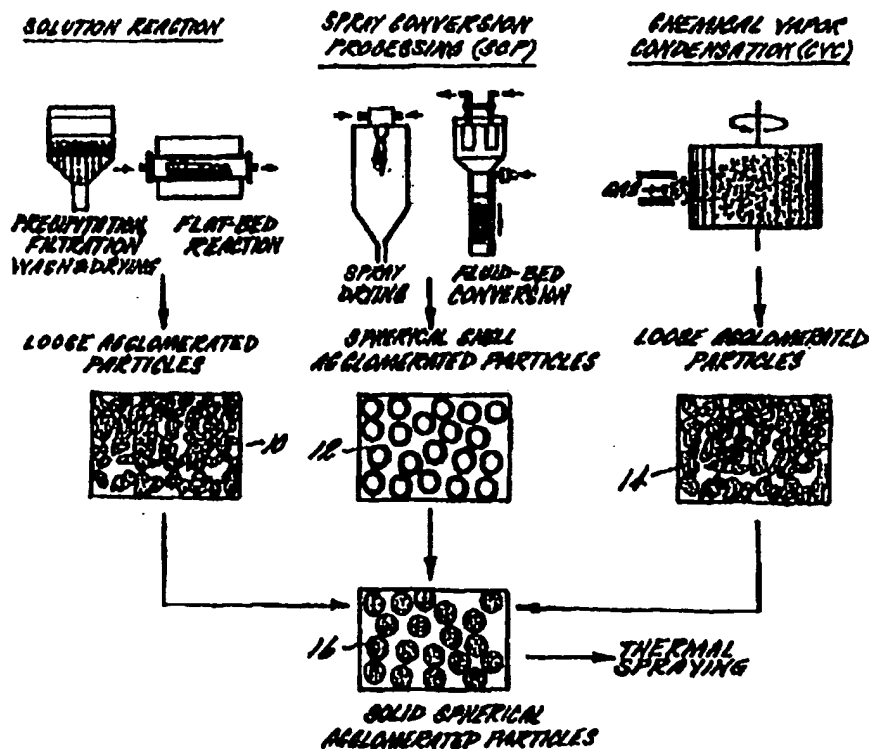 SOLUTION REACTION
SPRAY CONVERSION
PROCESSING (SCP)
CHEMICAL VAPOR
CONDENSATION (CVC)
GAS
PRECIPITATION,
FILTRATION
WASH & DRYING
FLAT-BED
REACTION
SPRAY
DRYING
FLUID-BED
CONVERSION
LOOSE AGGLOMERATED
PARTICLES
SPHERICAL SHELL
AGGLOMERATED PARTICLES
LOOSE AGGLOMERATED
PARTICLES
10
12
14
16
THERMAL
SPRAYING
SOLID SPHERICAL
AGGLOMERATED PARTICLES